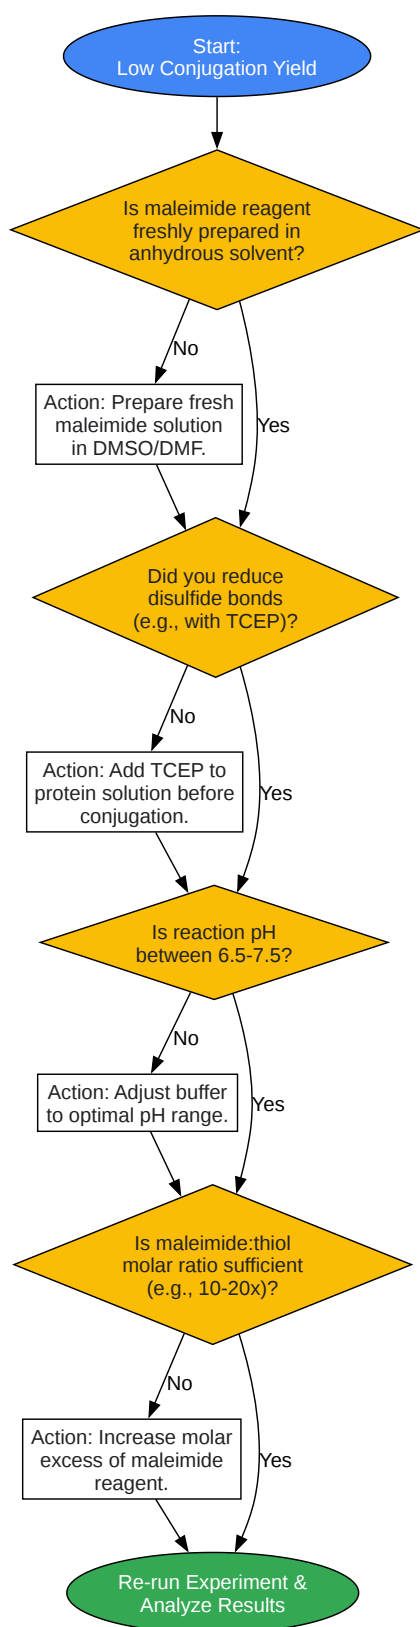 Start:
Low Conjugation Yield
Is maleimide reagent
freshly prepared in
anhydrous solvent?
No
Action: Prepare fresh
maleimide solution
in DMSO/DMF.
Yes
Did you reduce
disulfide bonds
(e.g., with TCEP)?
No
Action: Add TCEP to
protein solution before
conjugation.
Yes
Is reaction pH
between 6.5-7.5?
No
Action: Adjust buffer
to optimal pH range.
Yes
Is maleimide:thiol
molar ratio sufficient
(e.g., 10-20x)?
No
Action: Increase molar
excess of maleimide
reagent.
Yes
Re-run Experiment &
Analyze Results